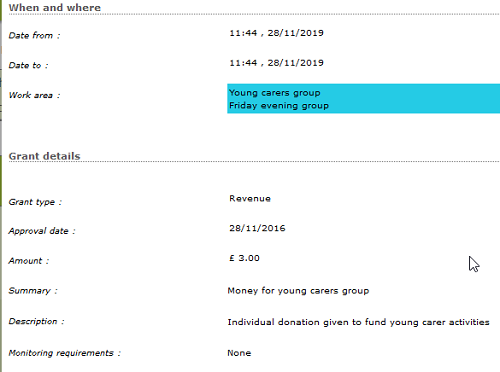 When and where
Date from : 11:44 , 28/11/2019
Date to : 11:44 , 28/11/2019
Work area : Young carers group
Friday evening group
Grant details
Grant type : Revenue
Approval date : 28/11/2016
Amount : £ 3.00
Summary : Money for young carers group
Description : Individual donation given to fund young carer activities
Monitoring requirements : None